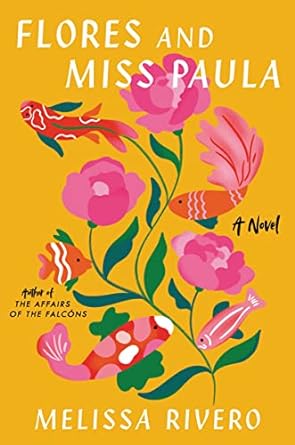 FLORES AND
MISS PAULA
A Novel
Author of
THE AFFAIRS
OF THE FALCÓNS
MELISSA RIVERO